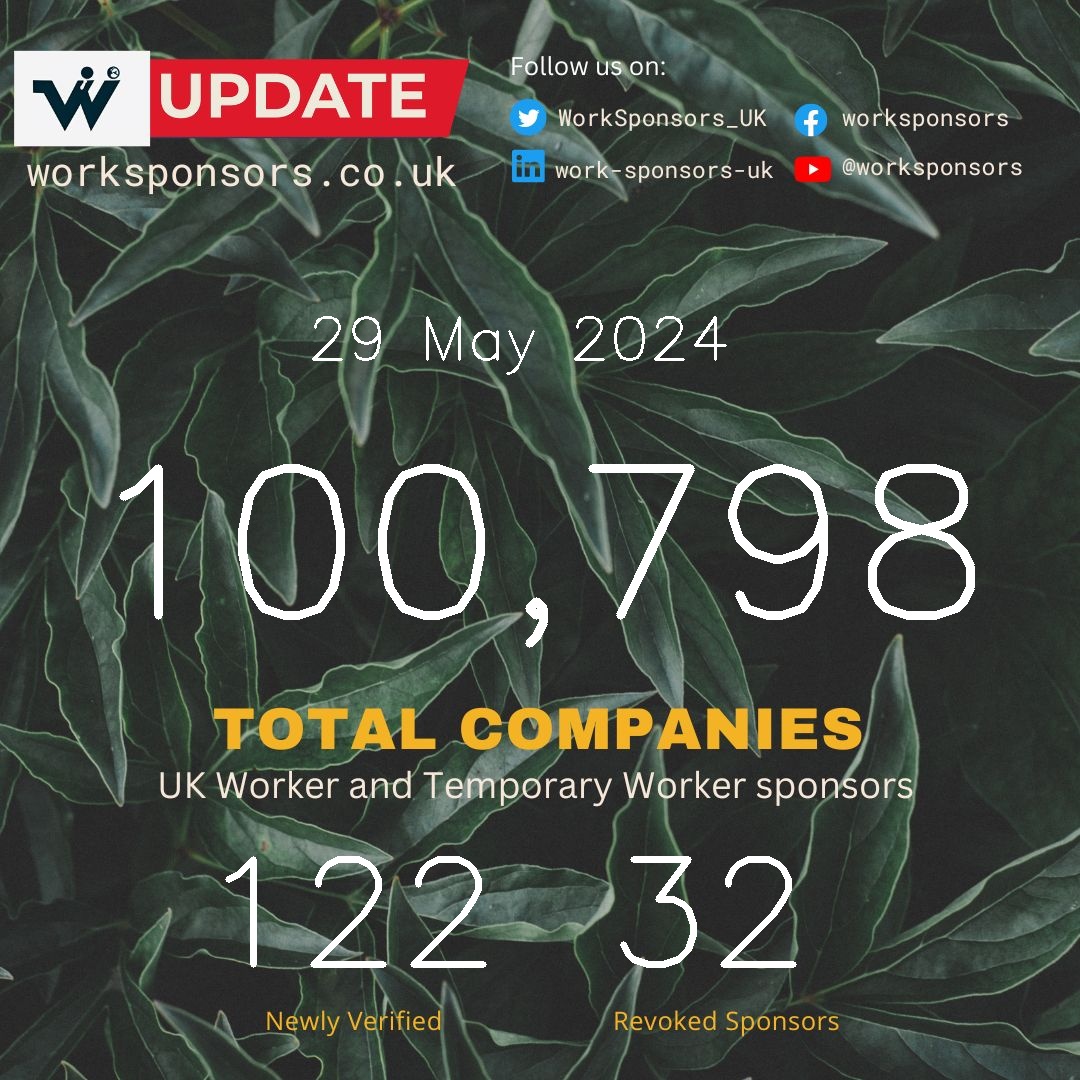 W UPDATE
worksponsors.co.uk
Follow us on:
WorkSponsors_UK
worksponsors
in work-sponsors-uk
@worksponsors
29 May 2024
100,798
TOTAL COMPANIES
UK Worker and Temporary Worker sponsors
122 32
Newly Verified Revoked Sponsors